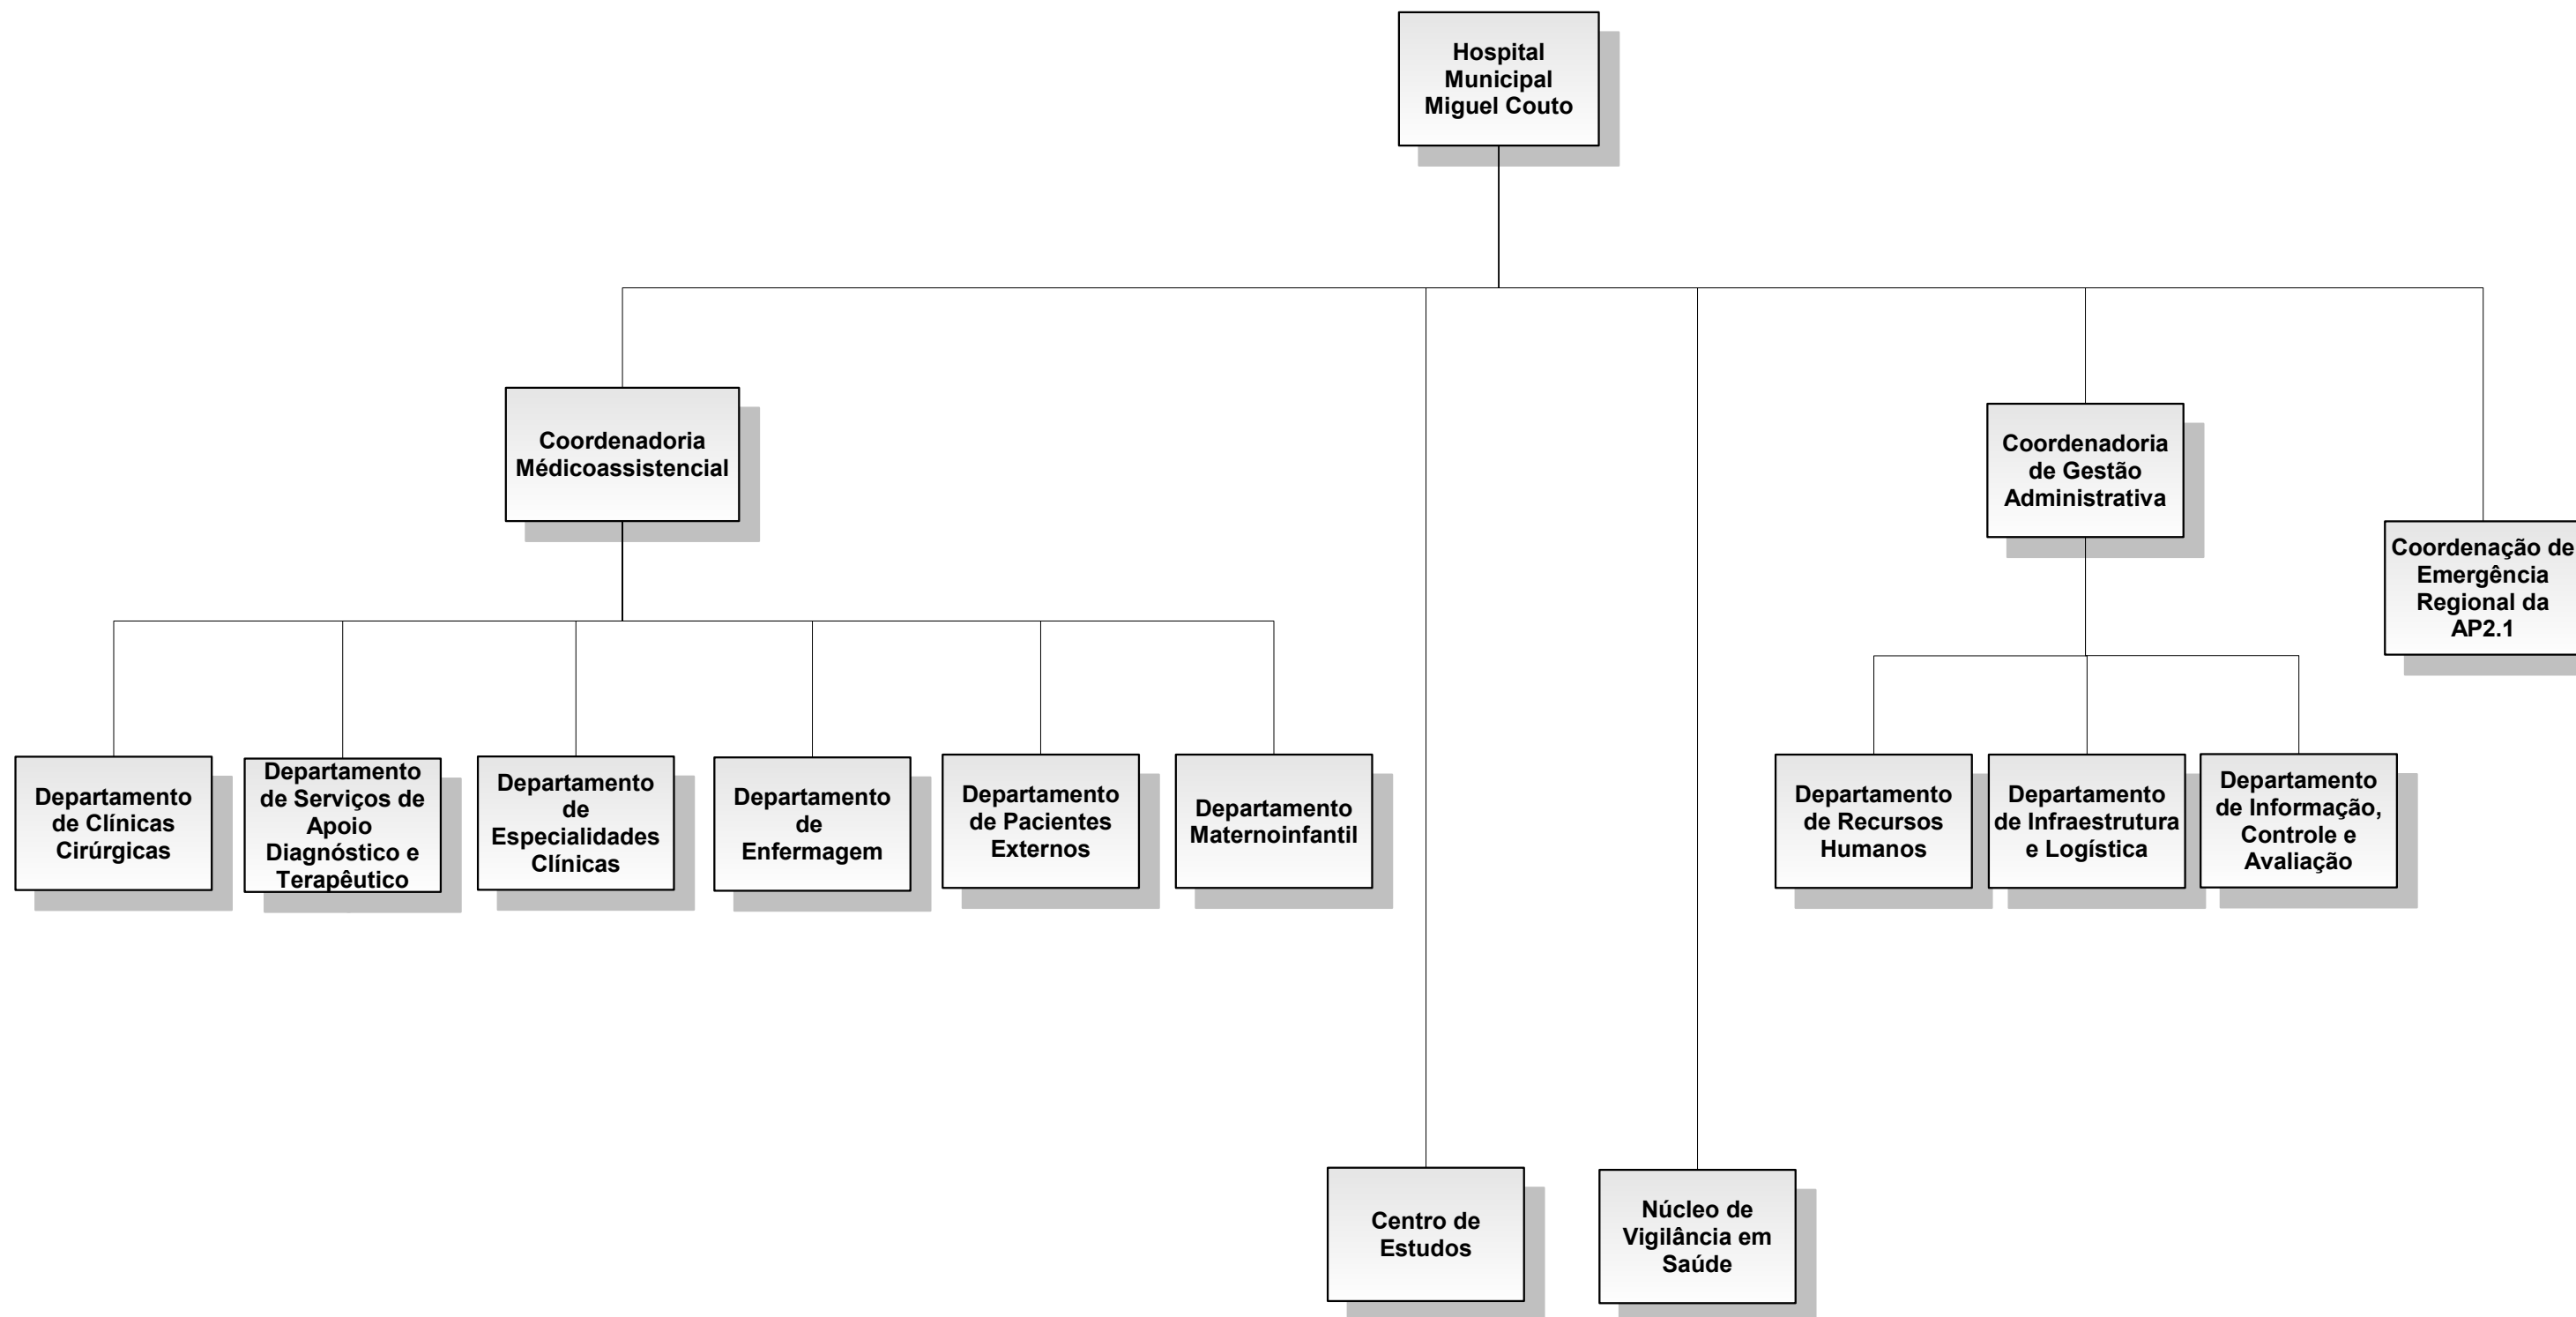 Hospital
Municipal
Miguel Couto
Coordenadoria
Médicoassistencial
Coordenadoria
de Gestão
Administrativa
Coordenação de
Emergência
Regional da
AP2.1
Departamento
de Clínicas
Cirúrgicas
Departamento
de Serviços de
Apoio
Diagnóstico e
Terapêutico
Departamento
de
Especialidades
Clínicas
Departamento
de
Enfermagem
Departamento
de Pacientes
Externos
Departamento
Maternoinfantil
Departamento
de Recursos
Humanos
Departamento
de Infraestrutura
e Logística
Departamento
de Informação,
Controle e
Avaliação
Centro de
Estudos
Núcleo de
Vigilância em
Saúde